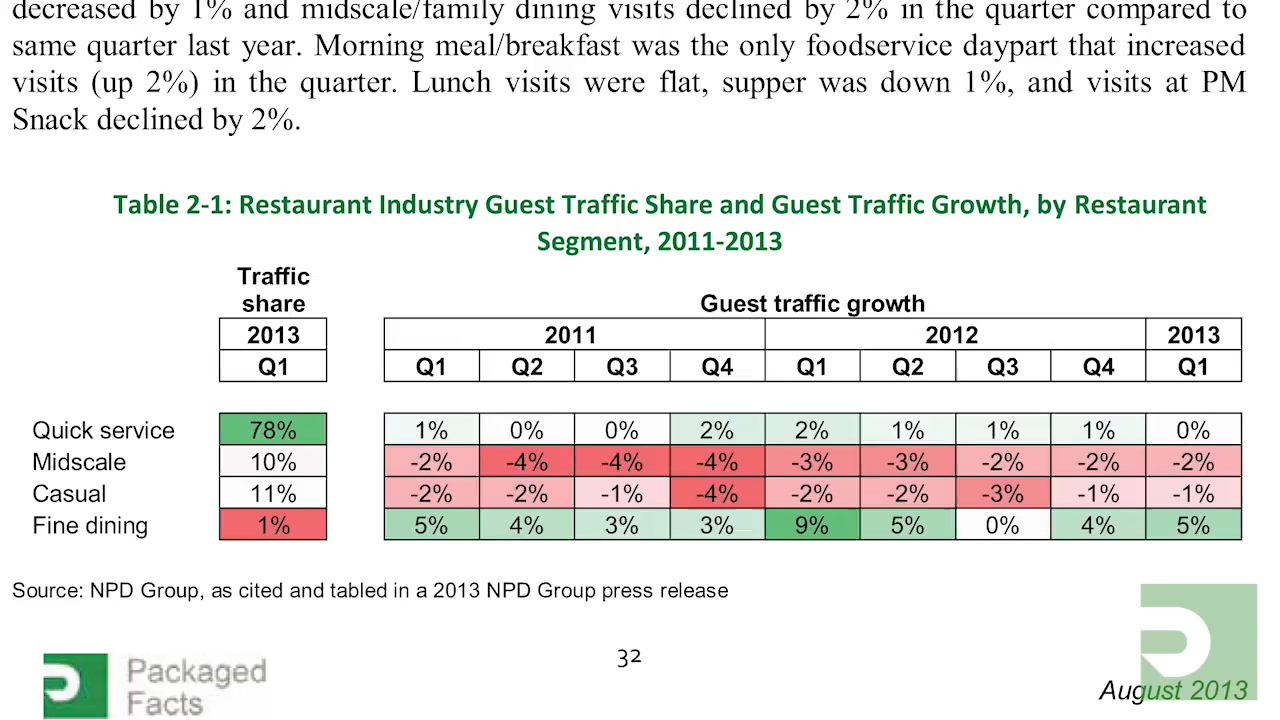 decreased by 1% and midscale/family dining visits declined by 2% in the quarter compared to
same quarter last year. Morning meal/breakfast was the only foodservice daypart that increased
visits (up 2%) in the quarter. Lunch visits were flat, supper was down 1%, and visits at PM
Snack declined by 2%.
Table 2-1: Restaurant Industry Guest Traffic Share and Guest Traffic Growth, by Restaurant
Segment, 2011-2013
Traffic
share Guest traffic growth
2013 2011 2012 2013
Q1 Q1 Q2 Q3 Q4 Q1 Q2 Q3 Q4 Q1
Quick service 78% 1% 0% 0% 2% 2% 1% 1% 1% 0%
Midscale 10% -2% -4% -4% -4% -3% -3% -2% -2% -2%
Casual 11% -2% -2% -1% -4% -2% -2% -3% -1% -1%
Fine dining 1% 5% 4% 3% 3% 9% 5% 0% 4% 5%
Source: NPD Group, as cited and tabled in a 2013 NPD Group press release
32
Packaged
Facts
August 2013